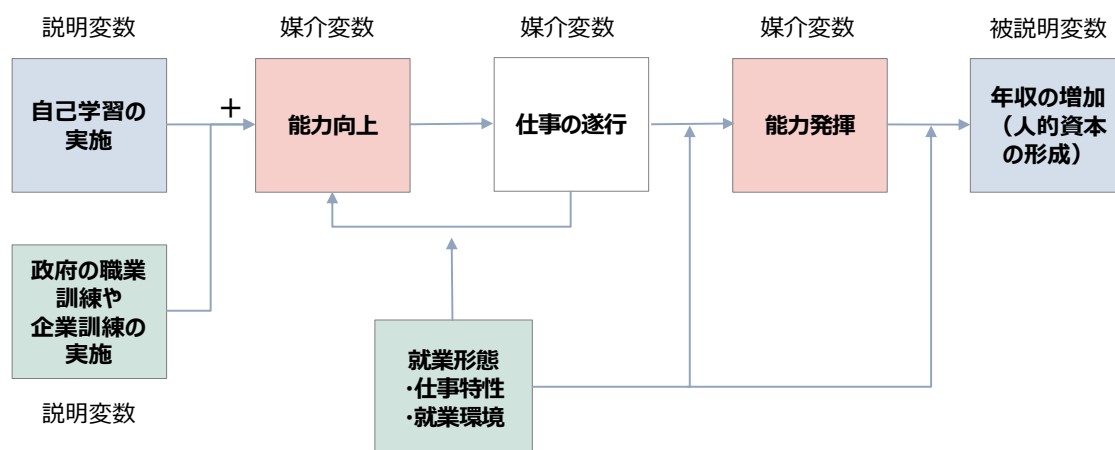 説明変数
媒介変数
媒介変数
媒介変数
被説明変数
自己学習の
実施
+
能力向上
仕事の遂行
能力発揮
年収の増加
（人的資本
の形成）
政府の職業
訓練や
企業訓練の
実施
説明変数
就業形態
・仕事特性
・就業環境